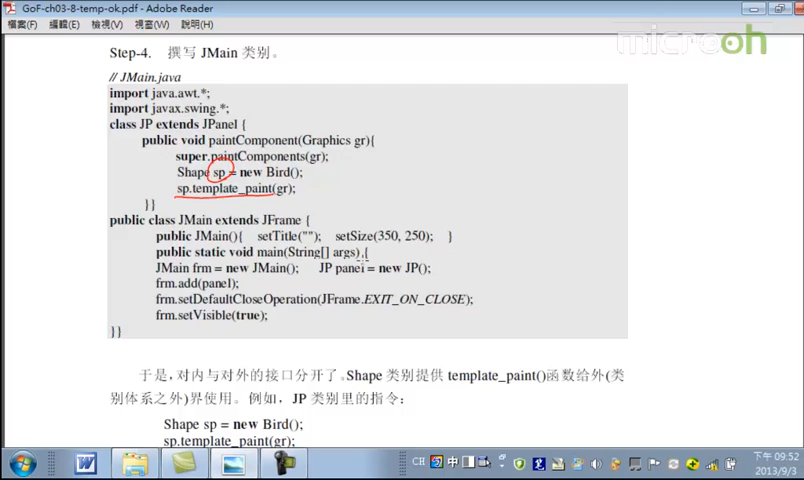 GoF-ch03-8-temp-ok.pdf - Adobe Reader
檔案(F) 編輯(E) 檢視(V) 視窗(W) 說明(H)
microoh
Step-4. 撰写 JMain 类别。
// JMain.java
import java.awt.*;
import javax.swing.*;
class JP extends JPanel {
public void paintComponent(Graphics gr){
super.paintComponents(gr);
Shape sp = new Bird();
sp.template_paint(gr);
}}
public class JMain extends JFrame {
public JMain(){ setTitle(""); setSize(350, 250); }
public static void main(String[] args) {
JMain frm = new JMain(); JP panel = new JP();
frm.add(panel);
frm.setDefaultCloseOperation(JFrame.EXIT_ON_CLOSE);
frm.setVisible(true);
}}
于是，对内与对外的接口分开了。Shape 类别提供 template_paint()函数给外(类
别体系之外)界使用。例如，JP 类别里的指令：
Shape sp = new Bird();
sp.template_paint(gr);
CH 中 下午 09:52
2013/9/3